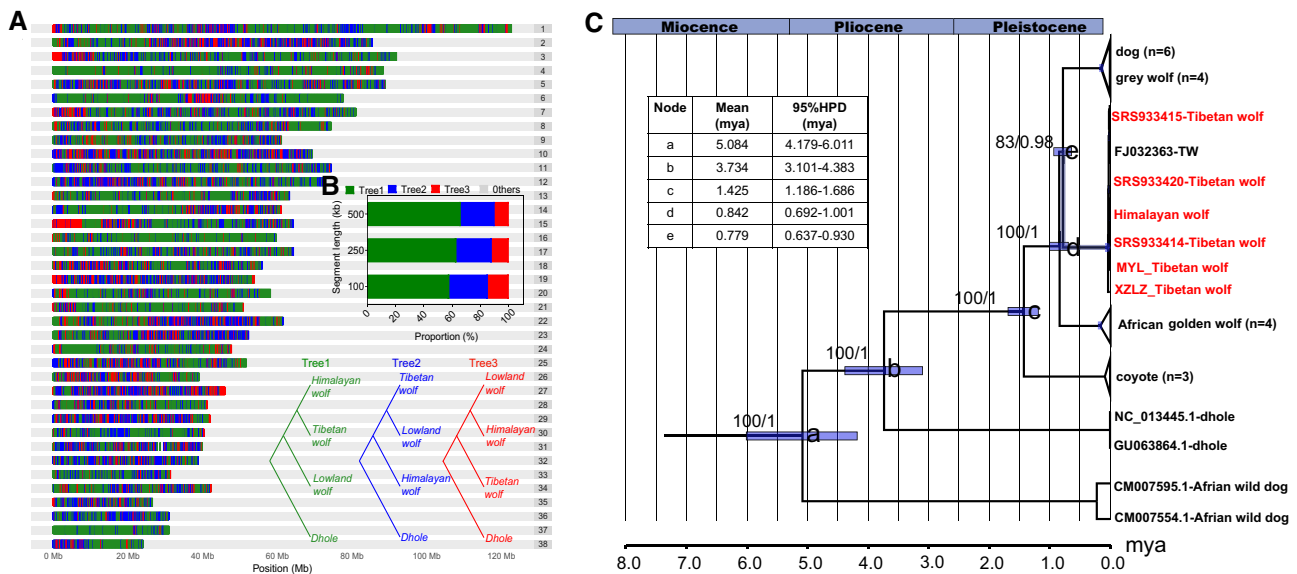 A
1
2
3
4
5
6
7
8
9
10
11
12
13
14
15
16
17
18
19
20
21
22
23
24
25
26
27
28
29
30
31
32
33
34
35
36
37
38
0 Mb 20 Mb 40 Mb 60 Mb 80 Mb 100 Mb 120 Mb
Position (Mb)
B
Tree1 Tree2 Tree3 0thers
Segment length (kb)
500
250
100
0 20 40 60 80 100
Proportion (%)
Tree1
Himalayan
wolf
Tibetan
wolf
Lowland
wolf
Dhole
Tree2
Tibetan
wolf
Lowland
wolf
Himalayan
wolf
Dhole
Tree3
Lowland
wolf
Himalayan
wolf
Tibetan
wolf
Dhole
C
Miocence Pliocene Pleistocene
Node Mean (mya) 95%HPD (mya)
a 5.084 4.179-6.011
b 3.734 3.101-4.383
c 1.425 1.186-1.686
d 0.842 0.692-1.001
e 0.779 0.637-0.930
dog (n=6)
grey wolf (n=4)
SRS933415-Tibetan wolf
83/0.98 e
FJ032363-TW
SRS933420-Tibetan wolf
Himalayan wolf
100/1 d
SRS933414-Tibetan wolf
MYL_Tibetan wolf
XZLZ_Tibetan wolf
100/1 c
African golden wolf (n=4)
100/1 b
coyote (n=3)
NC_013445.1-dhole
100/1 a
GU063864.1-dhole
CM007595.1-Afrian wild dog
CM007554.1-Afrian wild dog
8.0 7.0 6.0 5.0 4.0 3.0 2.0 1.0 0.0 mya